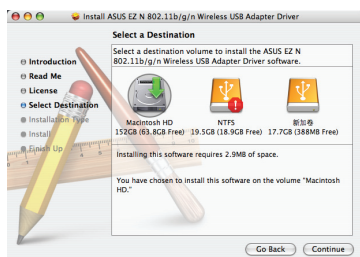 Install ASUS EZ N 802.11b/g/n Wireless USB Adapter Driver
Select a Destination
Introduction
Read Me
License
Select Destination
Installation Type
Install
Finish Up
Select a destination volume to install the ASUS EZ N
802.11b/g/n Wireless USB Adapter Driver software.
Macintosh HD
152GB (63.8GB Free)
NTFS
19.5GB (18.9GB Free)
新加卷
17.7GB (388MB Free)
Installing this software requires 2.9MB of space.
You have chosen to install this software on the volume "Macintosh
HD."
Go Back
Continue